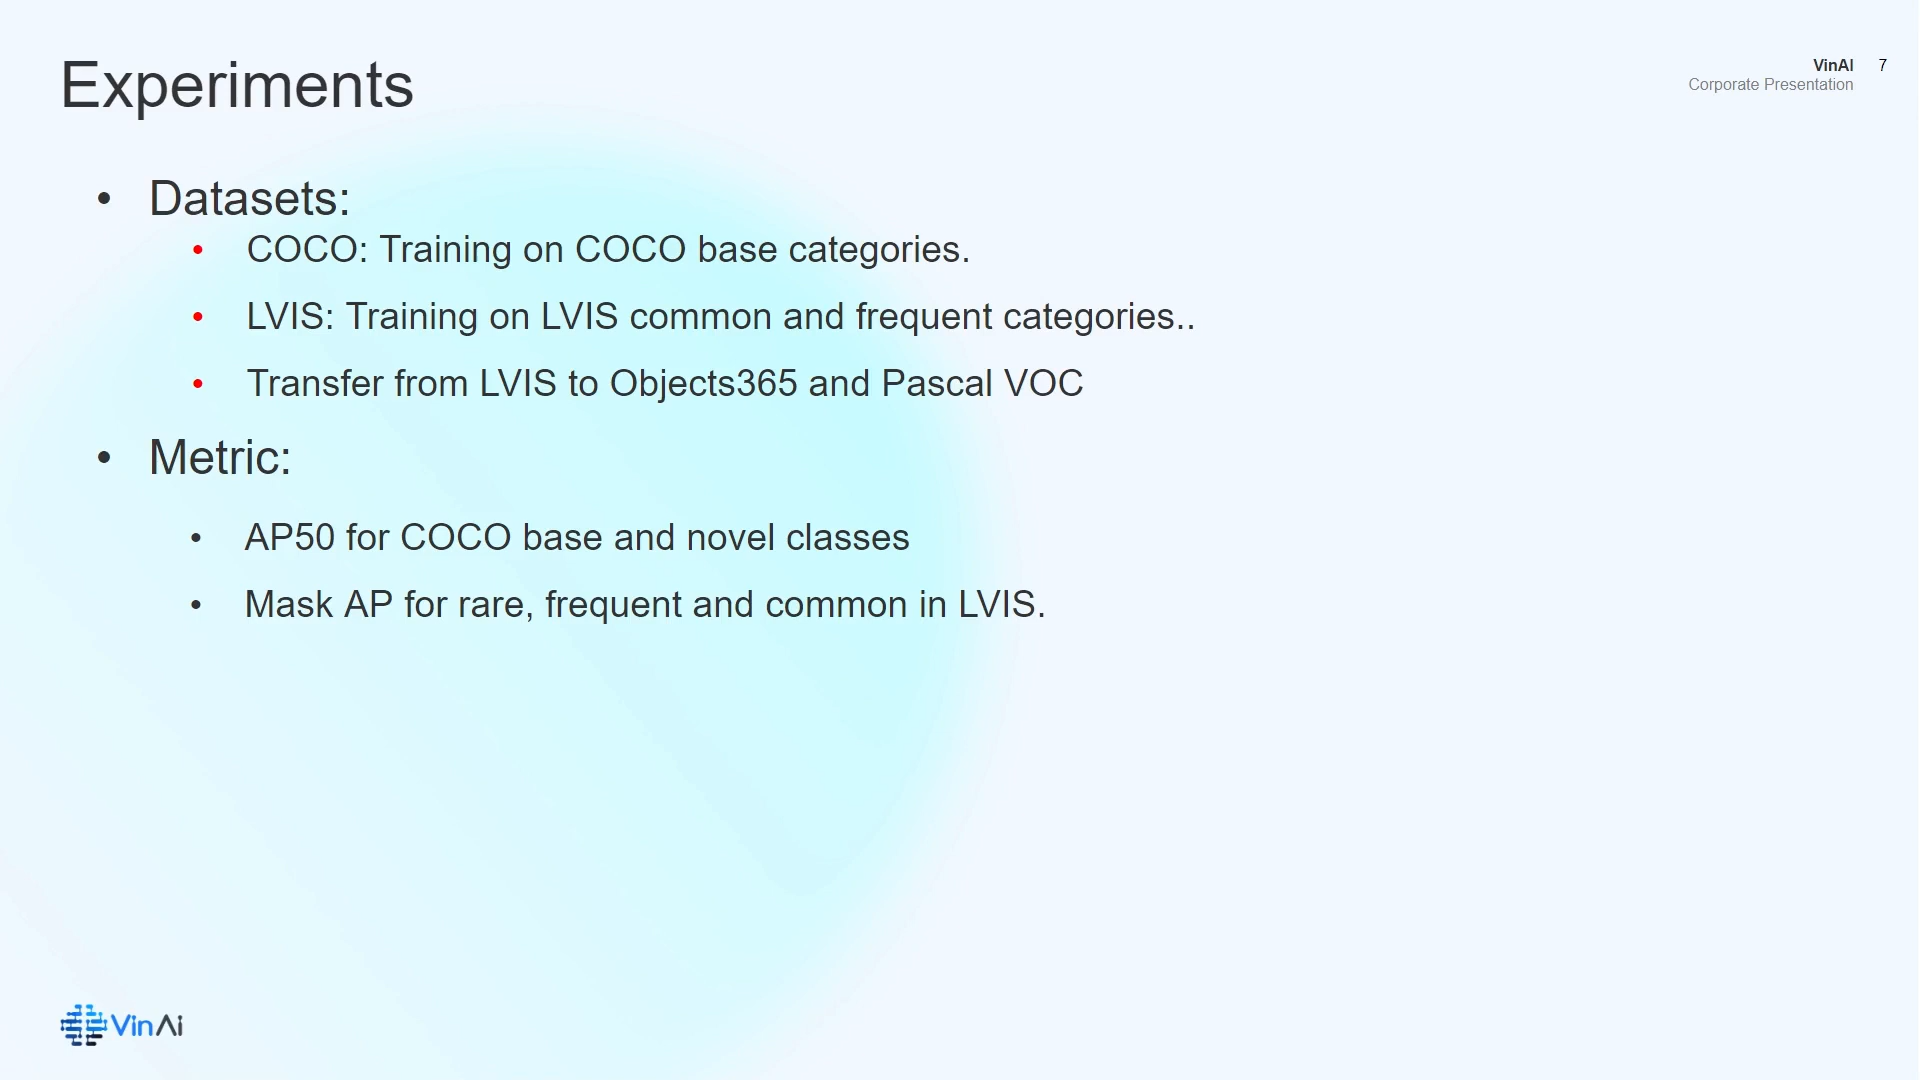 Experiments
VinAI 7
Corporate Presentation
• Datasets:
• COCO: Training on COCO base categories.
• LVIS: Training on LVIS common and frequent categories..
• Transfer from LVIS to Objects365 and Pascal VOC
• Metric:
• AP50 for COCO base and novel classes
• Mask AP for rare, frequent and common in LVIS.
VinAi